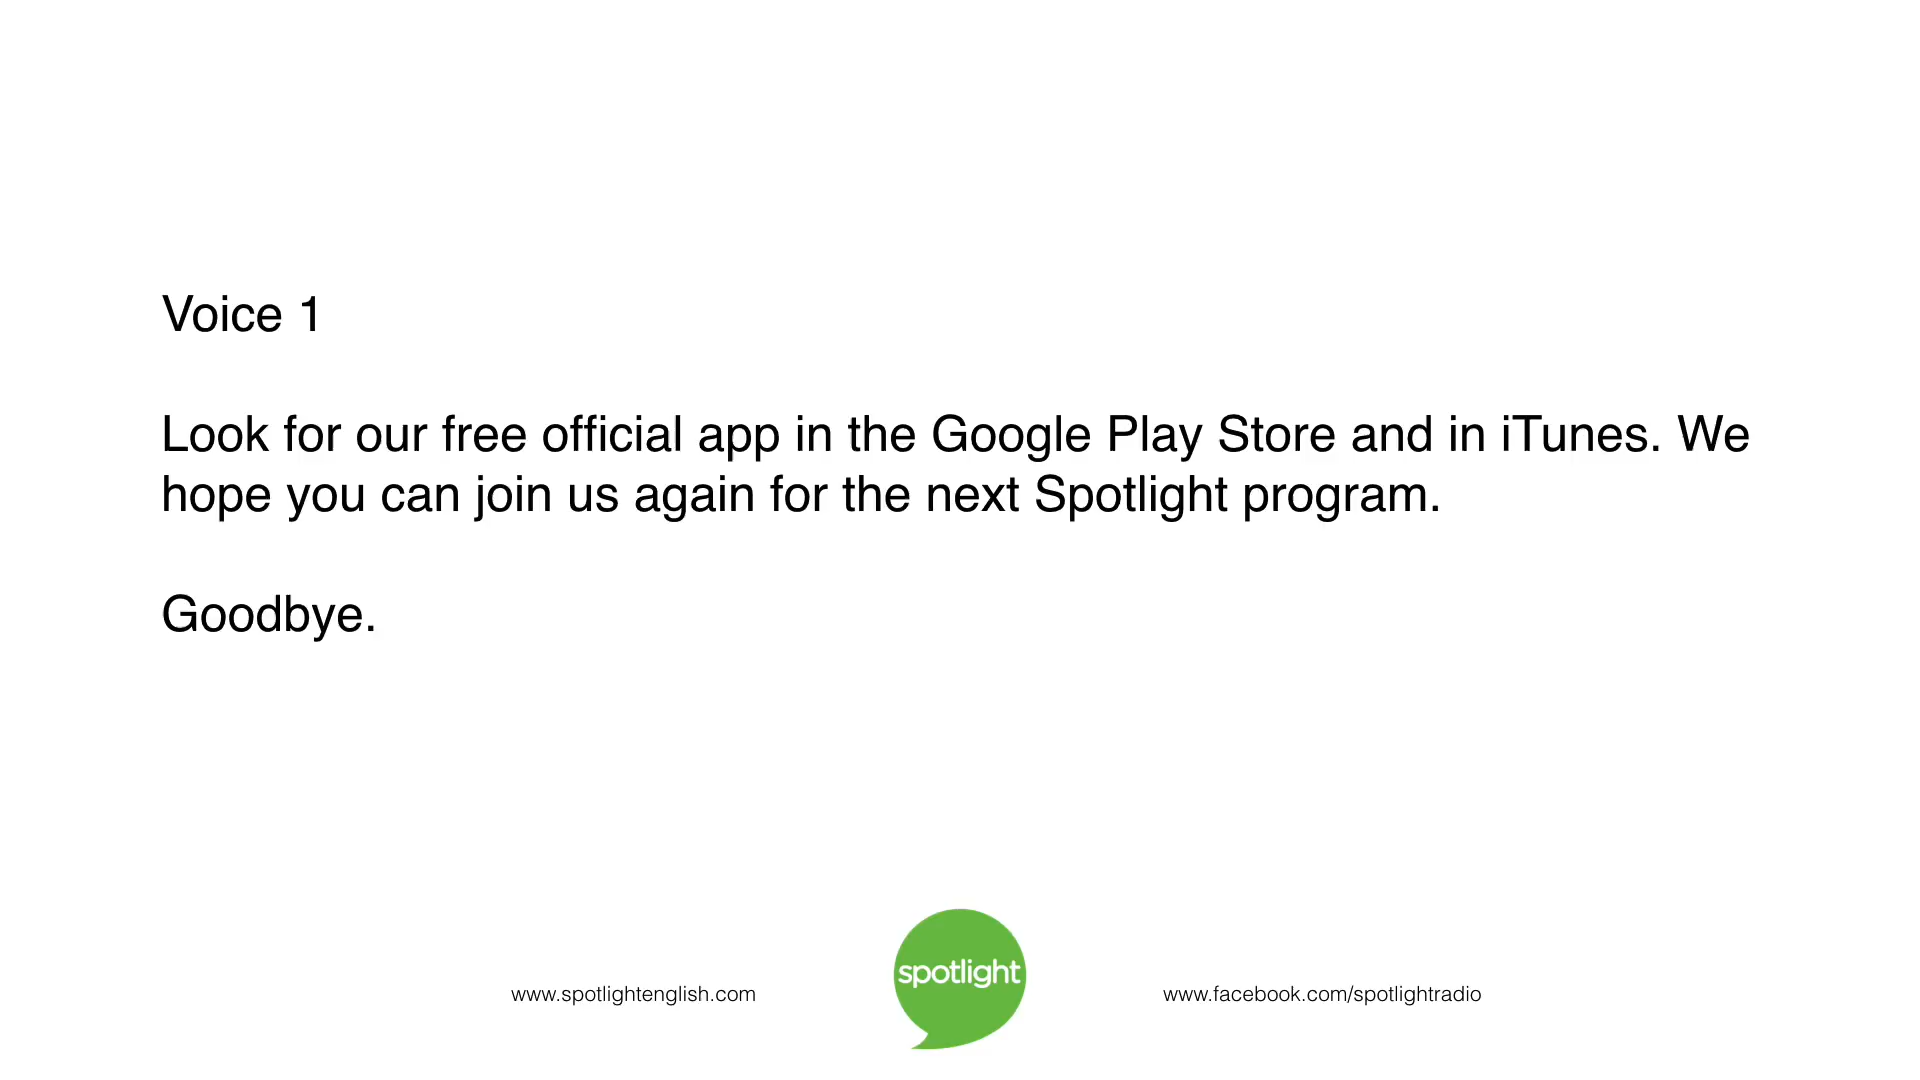 Voice 1
Look for our free official app in the Google Play Store and in iTunes. We
hope you can join us again for the next Spotlight program.
Goodbye.
www.spotlightenglish.com
spotlight
www.facebook.com/spotlightradio